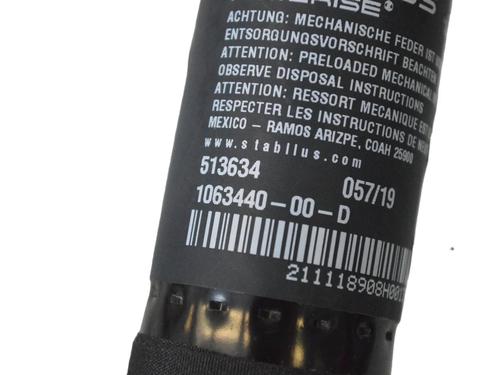 ACHTUNG: MECHANISCHE FEDER IST
ENTSORGUNGSVORSCHRIFT BEACHTEN
ATTENTION: PRELOADED MECHANICAL
OBSERVE DISPOSAL INSTRUCTIONS
ATTENTION: RESSORT MECANIQUE
RESPECTER LES INSTRUCTIONS DE
MEXICO - RAMOS ARIZPE, COAH 25900
www.stabilus.com
513634 057/19
1063440-00-D